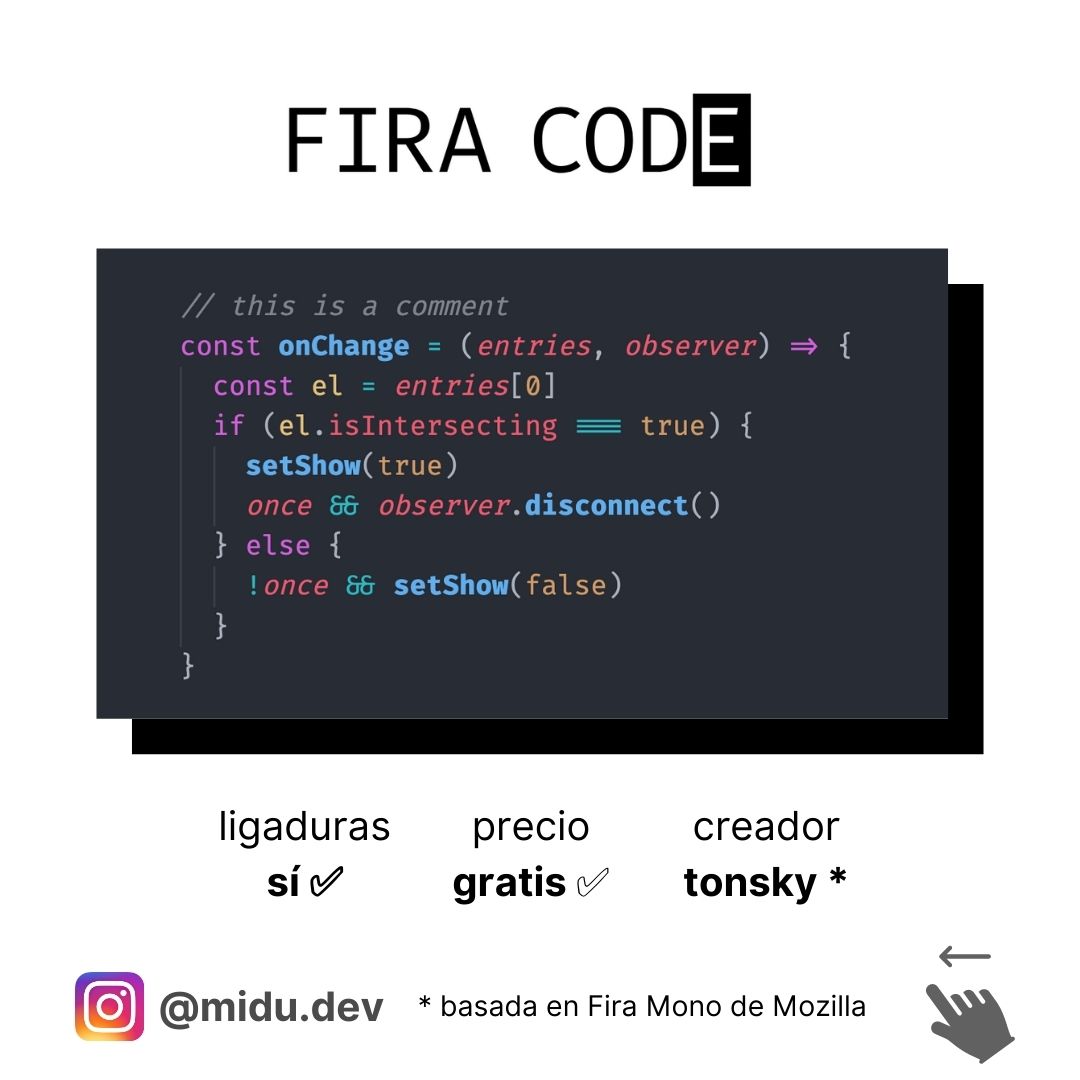 FIRA CODE
// this is a comment
const onChange = (entries, observer) => {
  const el = entries[0]
  if (el.isIntersecting === true) {
    setShow(true)
    once && observer.disconnect()
  } else {
    !once && setShow(false)
  }
}
ligaduras precio creador
sí ✅ gratis ✅ tonsky *
@midu.dev * basada en Fira Mono de Mozilla